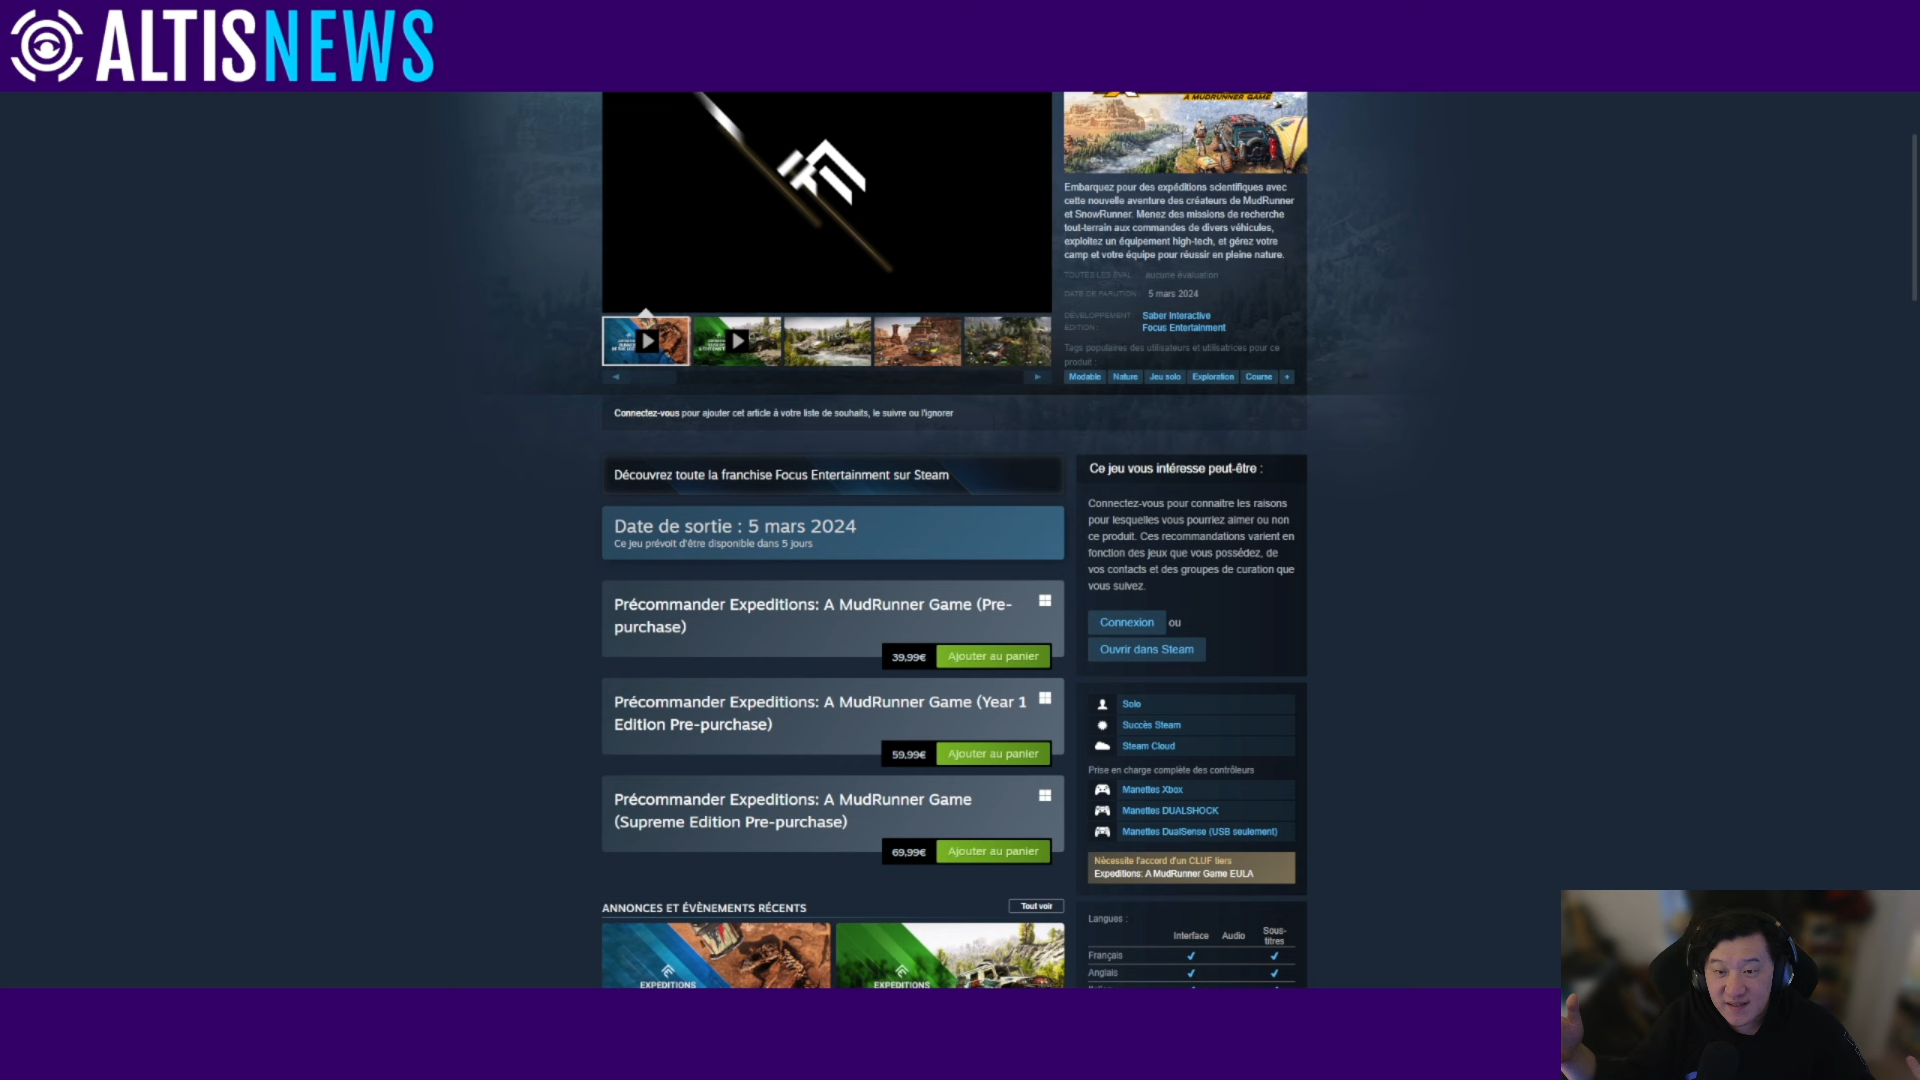 ALTISNEWS
A MUDRUNNER GAME
Embarquez pour des expéditions scientifiques avec
cette nouvelle aventure des créateurs de MudRunner
et SnowRunner. Menez des missions de recherche
tout-terrain aux commandes de divers véhicules,
exploitez un équipement high-tech, et gérez votre
camp et votre équipe pour réussir en pleine nature.
TOUTES LES ÉVAL. aucune évaluation
DATE DE PARUTION : 5 mars 2024
DÉVELOPPEMENT : Saber Interactive
ÉDITION : Focus Entertainment
Tags populaires des utilisateurs et utilisatrices pour ce
produit :
Modable Nature Jeu solo Exploration Course +
Connectez-vous pour ajouter cet article à votre liste de souhaits, le suivre ou l'ignorer
Découvrez toute la franchise Focus Entertainment sur Steam
Date de sortie : 5 mars 2024
Ce jeu prévoit d'être disponible dans 5 jours
Précommander Expeditions: A MudRunner Game (Pre-
purchase)
39,99€ Ajouter au panier
Précommander Expeditions: A MudRunner Game (Year 1
Edition Pre-purchase)
59,99€ Ajouter au panier
Précommander Expeditions: A MudRunner Game
(Supreme Edition Pre-purchase)
69,99€ Ajouter au panier
ANNONCES ET ÉVÈNEMENTS RÉCENTS Tout voir
EXPEDITIONS
EXPEDITIONS
Ce jeu vous intéresse peut-être :
Connectez-vous pour connaitre les raisons
pour lesquelles vous pourriez aimer ou non
ce produit. Ces recommandations varient en
fonction des jeux que vous possédez, de
vos contacts et des groupes de curation que
vous suivez.
Connexion ou
Ouvrir dans Steam
Solo
Succès Steam
Steam Cloud
Prise en charge complète des contrôleurs
Manettes Xbox
Manettes DUALSHOCK
Manettes DualSense (USB seulement)
Nécessite l'accord d'un CLUF tiers
Expeditions: A MudRunner Game EULA
Langues :
Interface Audio Sous-
titres
Français
Anglais